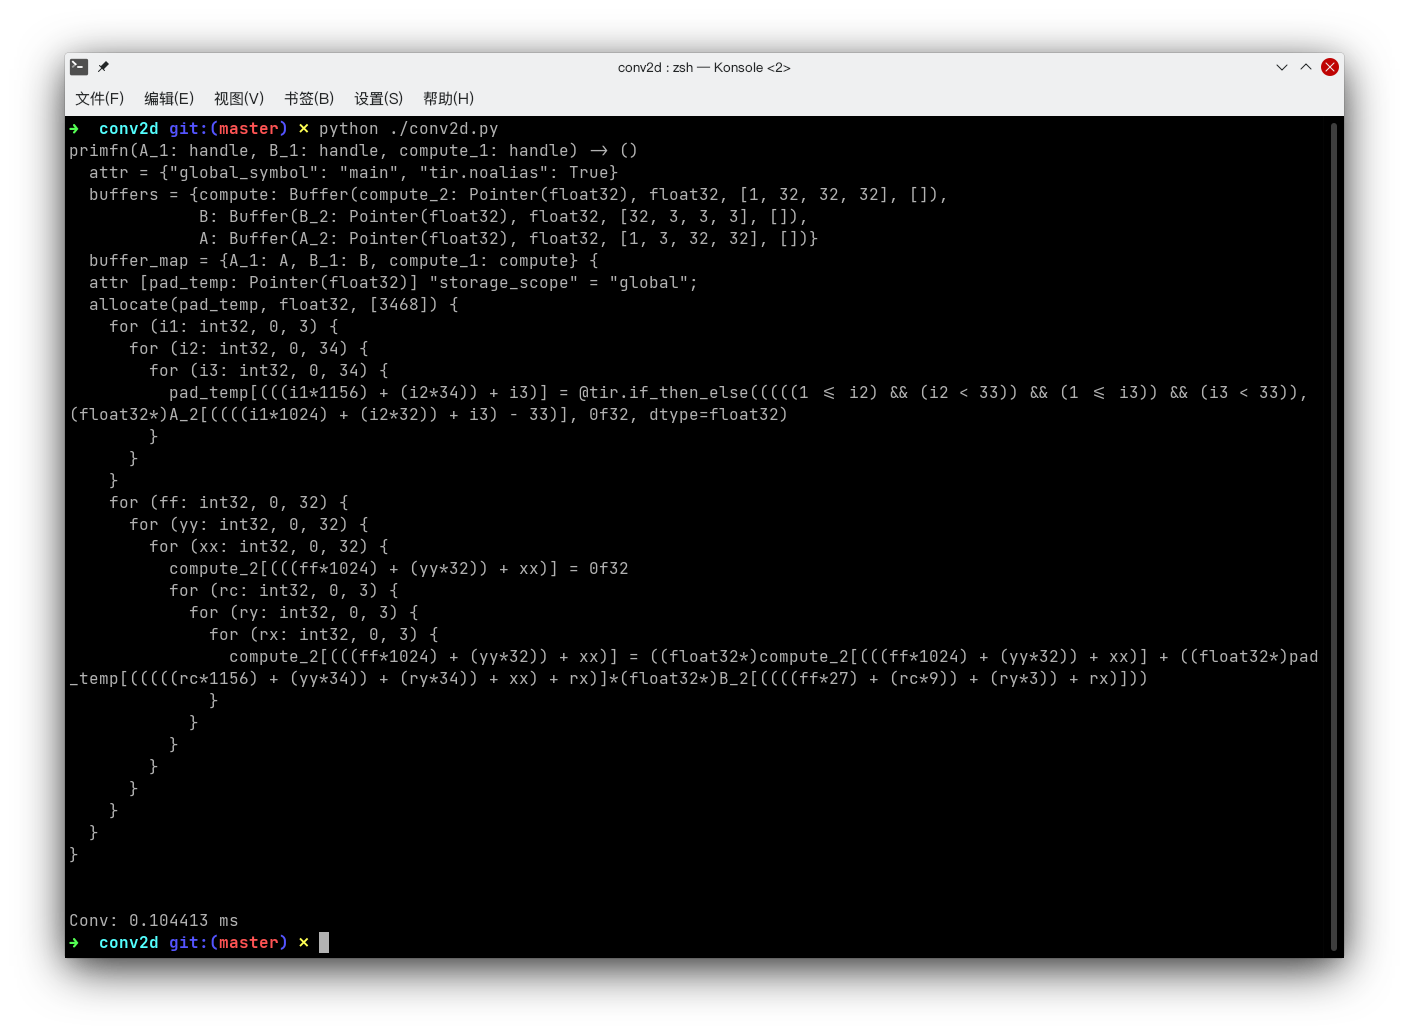 conv2d : zsh — Konsole <2>
文件(F) 编辑(E) 视图(V) 书签(B) 设置(S) 帮助(H)
➜  conv2d git:(master) ✗ python ./conv2d.py
primfn(A_1: handle, B_1: handle, compute_1: handle) -> ()
  attr = {"global_symbol": "main", "tir.noalias": True}
  buffers = {compute: Buffer(compute_2: Pointer(float32), float32, [1, 32, 32, 32], []),
             B: Buffer(B_2: Pointer(float32), float32, [32, 3, 3, 3], []),
             A: Buffer(A_2: Pointer(float32), float32, [1, 3, 32, 32], [])}
  buffer_map = {A_1: A, B_1: B, compute_1: compute} {
  attr [pad_temp: Pointer(float32)] "storage_scope" = "global";
  allocate(pad_temp, float32, [3468]) {
    for (i1: int32, 0, 3) {
      for (i2: int32, 0, 34) {
        for (i3: int32, 0, 34) {
          pad_temp[(((i1*1156) + (i2*34)) + i3)] = @tir.if_then_else(((((1 <= i2) && (i2 < 33)) && (1 <= i3)) && (i3 < 33)),
(float32*)A_2[((((i1*1024) + (i2*32)) + i3) - 33)], 0f32, dtype=float32)
        }
      }
    }
    for (ff: int32, 0, 32) {
      for (yy: int32, 0, 32) {
        for (xx: int32, 0, 32) {
          compute_2[(((ff*1024) + (yy*32)) + xx)] = 0f32
          for (rc: int32, 0, 3) {
            for (ry: int32, 0, 3) {
              for (rx: int32, 0, 3) {
                compute_2[(((ff*1024) + (yy*32)) + xx)] = ((float32*)compute_2[(((ff*1024) + (yy*32)) + xx)] + ((float32*)pad
_temp[(((((rc*1156) + (yy*34)) + (ry*34)) + xx) + rx)]*(float32*)B_2[((((ff*27) + (rc*9)) + (ry*3)) + rx)]))
              }
            }
          }
        }
      }
    }
  }
}
Conv: 0.104413 ms
➜  conv2d git:(master) ✗